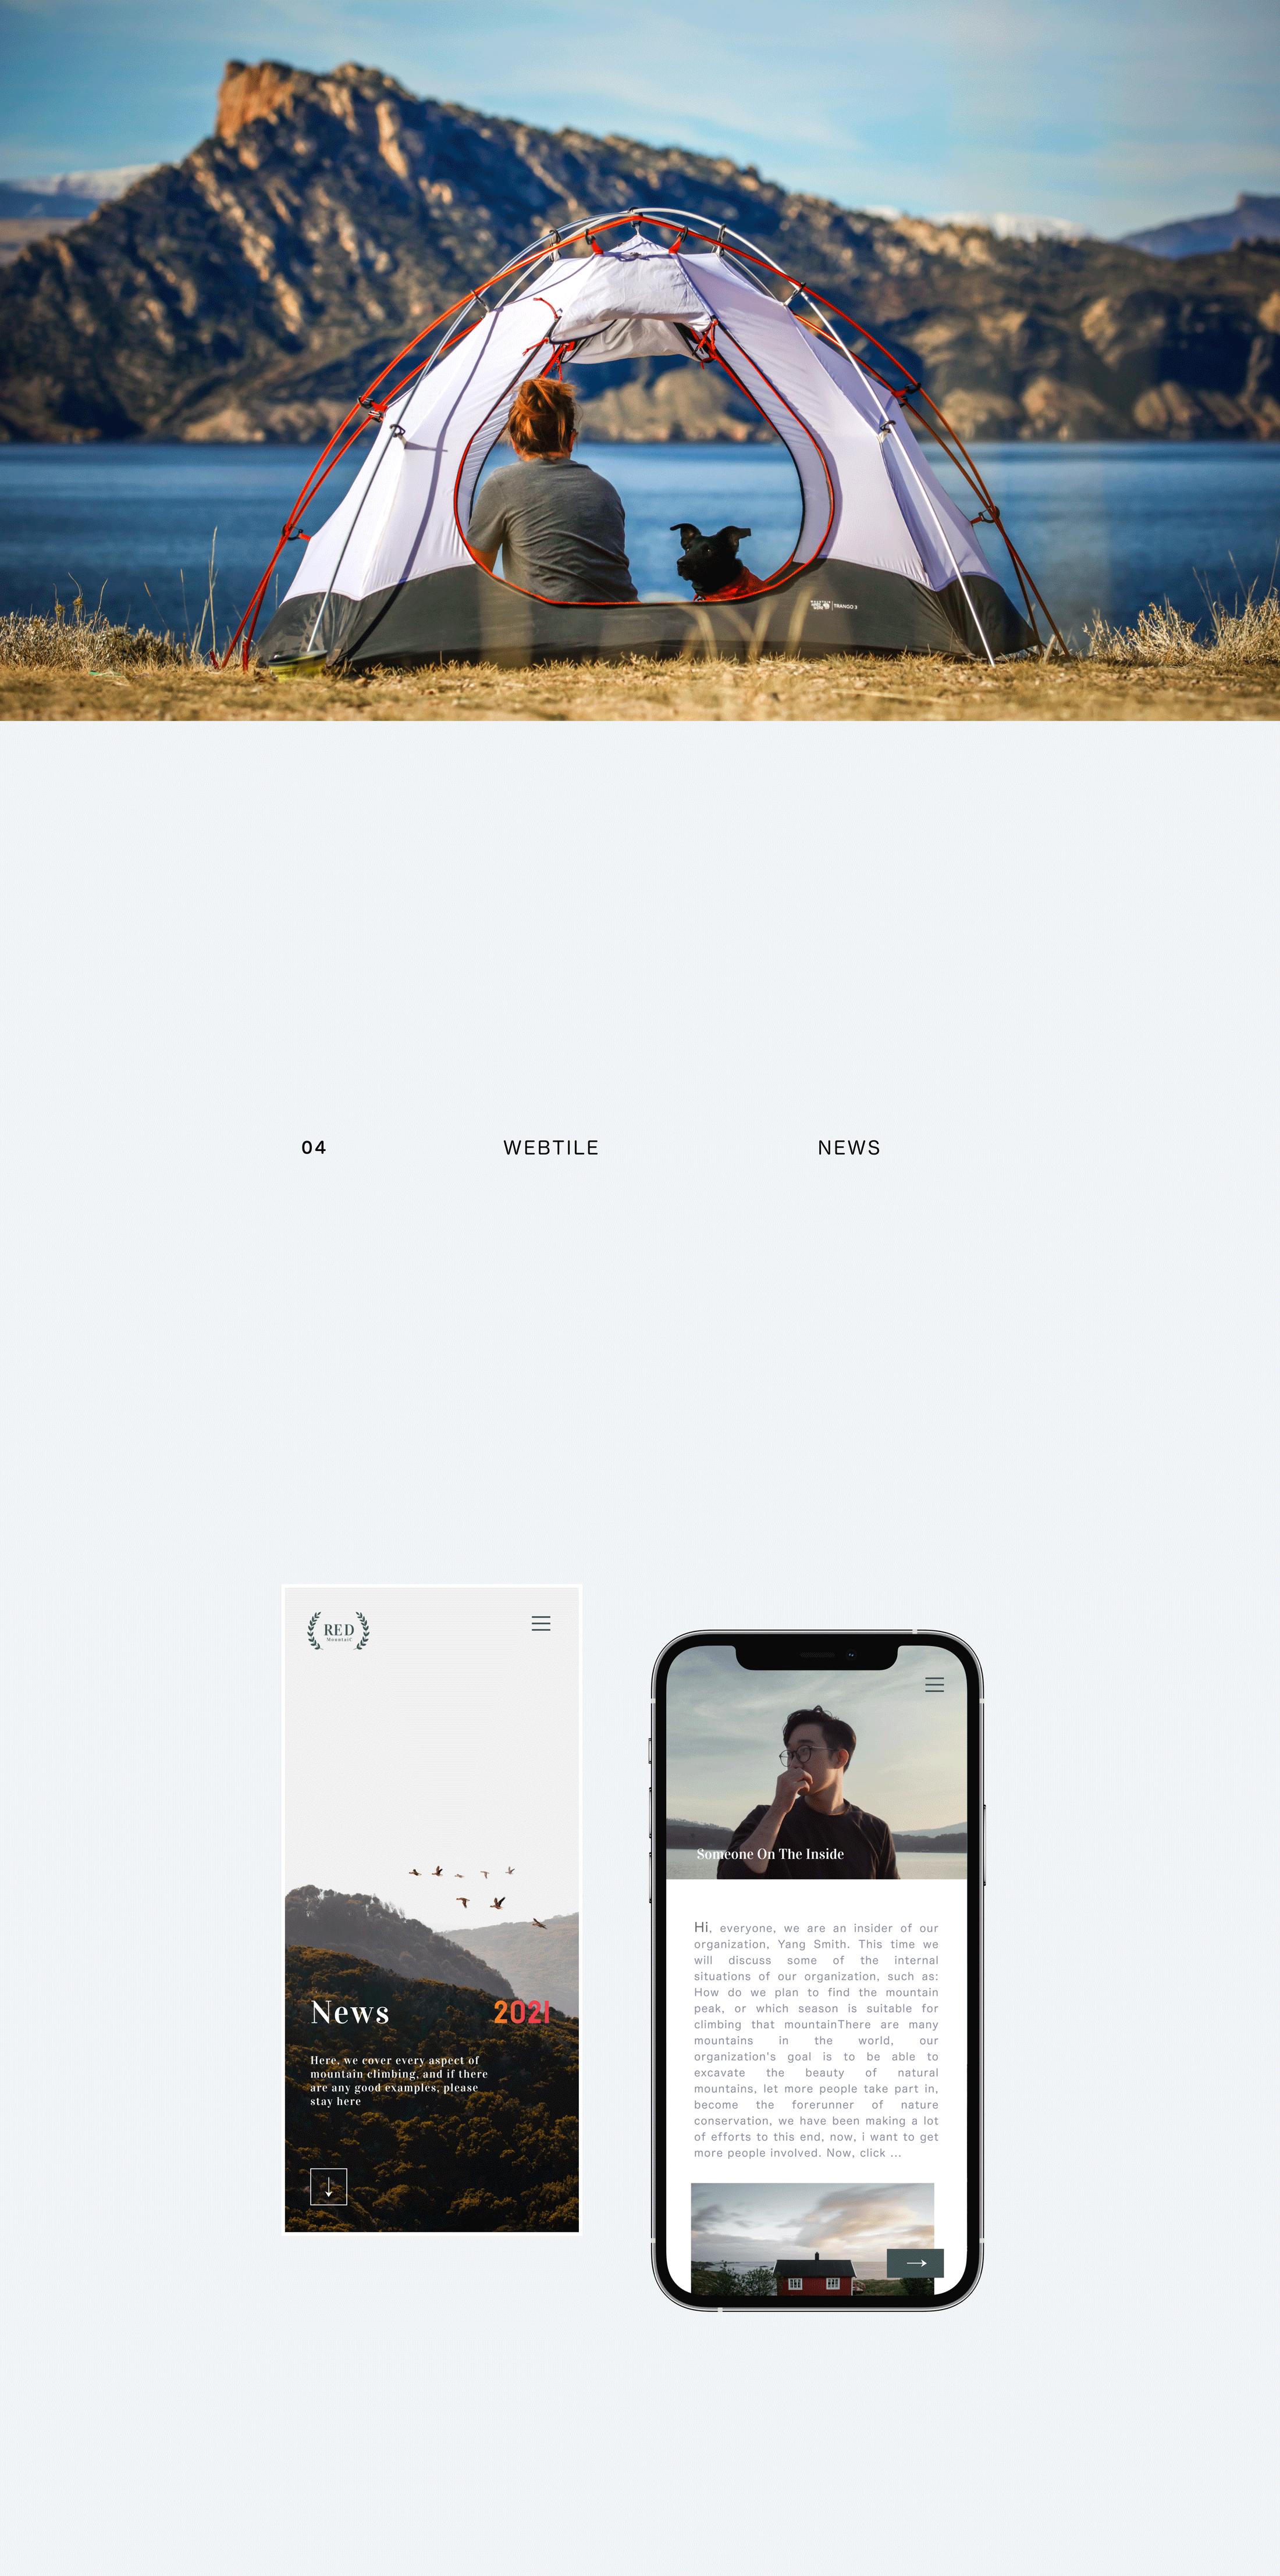 TRANGO 3
04 WEBTILE NEWS
RED
Mountail
News 2021
Here, we cover every aspect of
mountain climbing, and if there
are any good examples, please
stay here
Someone On The Inside
Hi, everyone, we are an insider of our
organization, Yang Smith. This time we
will discuss some of the internal
situations of our organization, such as:
How do we plan to find the mountain
peak, or which season is suitable for
climbing that mountainThere are many
mountains in the world, our
organization's goal is to be able to
excavate the beauty of natural
mountains, let more people take part in,
become the forerunner of nature
conservation, we have been making a lot
of efforts to this end, now, i want to get
more people involved. Now, click ...